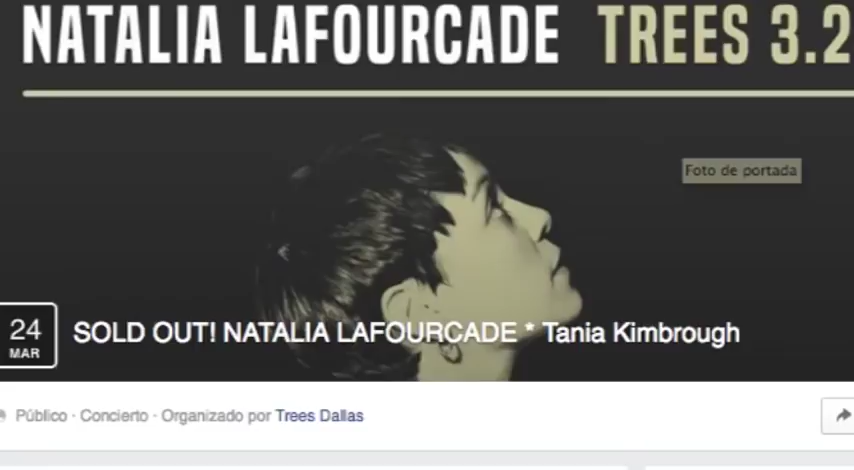 NATALIA LAFOURCADE TREES 3.2
Foto de portada
24
MAR
SOLD OUT! NATALIA LAFOURCADE * Tania Kimbrough
Público · Concierto · Organizado por Trees Dallas